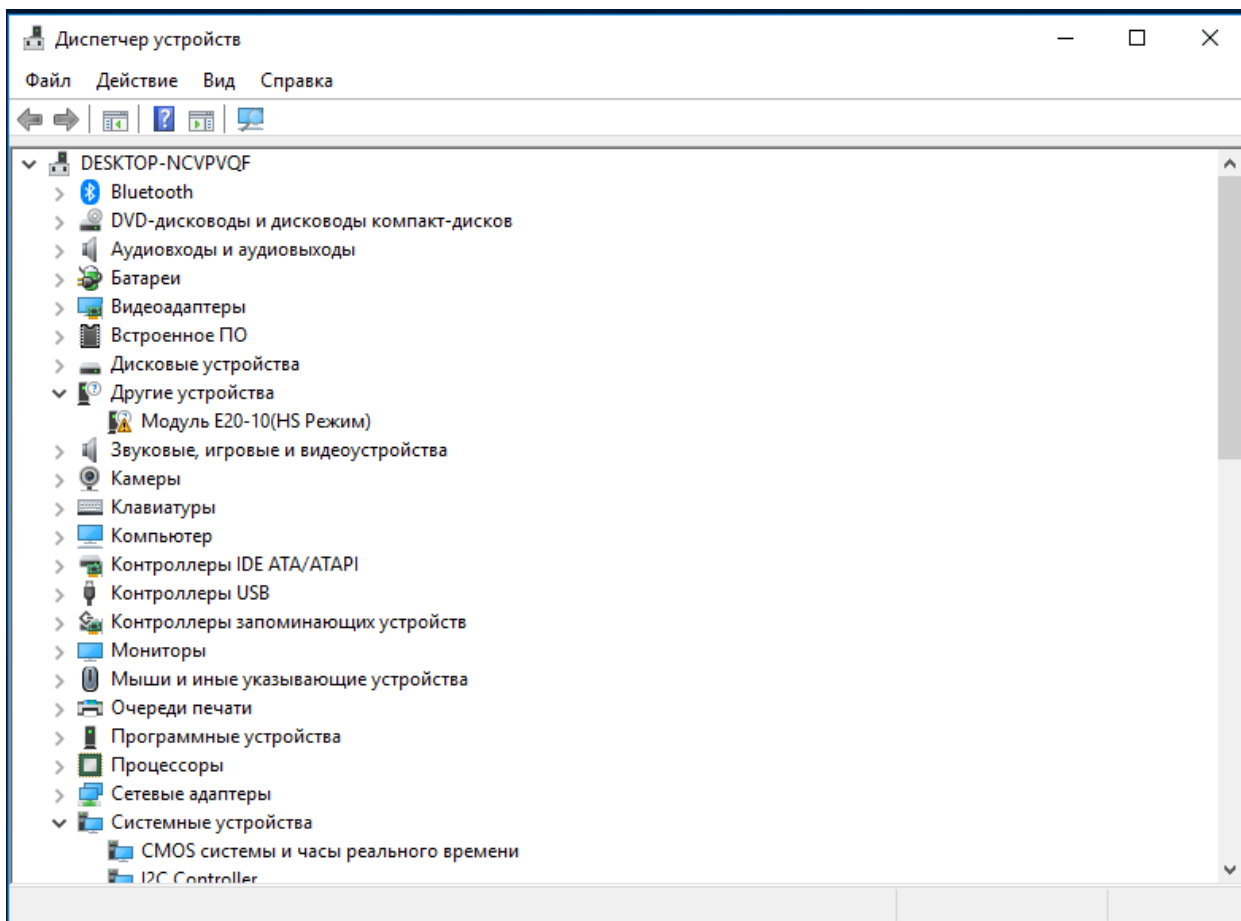 Диспетчер устройств
Файл Действие Вид Справка
DESKTOP-NCVPVQF
Bluetooth
DVD-дисководы и дисководы компакт-дисков
Аудиовходы и аудиовыходы
Батареи
Видеоадаптеры
Встроенное ПО
Дисковые устройства
Другие устройства
Модуль E20-10(HS Режим)
Звуковые, игровые и видеоустройства
Камеры
Клавиатуры
Компьютер
Контроллеры IDE ATA/ATAPI
Контроллеры USB
Контроллеры запоминающих устройств
Мониторы
Мыши и иные указывающие устройства
Очереди печати
Программные устройства
Процессоры
Сетевые адаптеры
Системные устройства
CMOS системы и часы реального времени
I2C Controller